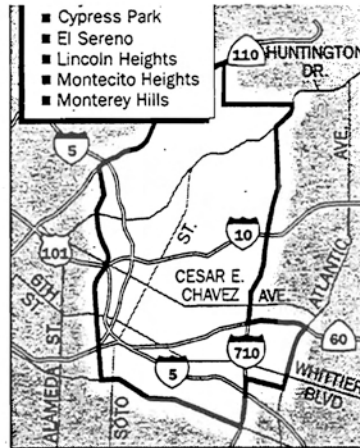 ■ Cypress Park
■ El Sereno
■ Lincoln Heights
■ Montecito Heights
■ Monterey Hills
110
HUNTINGTON
DR.
5
AVE.
ST.
10
101
6TH
ST.
CESAR E.
CHAVEZ AVE.
ATLANTIC
60
710
5
WHITTIER
BLVD
ALAMEDA ST.
SOTO